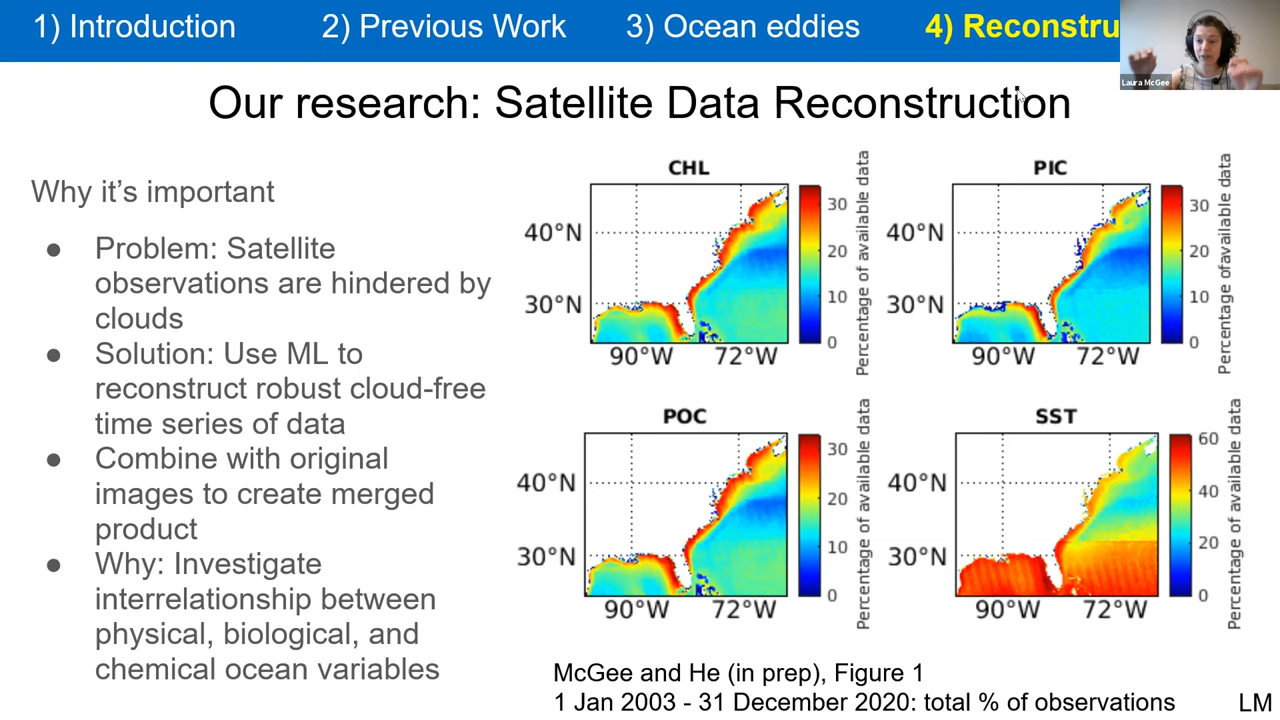 1) Introduction 2) Previous Work 3) Ocean eddies 4) Reconstru
Laura McGee
Our research: Satellite Data Reconstruction
Why it's important
● Problem: Satellite
observations are hindered by
clouds
● Solution: Use ML to
reconstruct robust cloud-free
time series of data
● Combine with original
images to create merged
product
● Why: Investigate
interrelationship between
physical, biological, and
chemical ocean variables
CHL
40°N
30°N
90°W 72°W
30
20
10
0
Percentage of available data
PIC
40°N
30°N
90°W 72°W
30
20
10
0
Percentage ofavailable data
POC
40°N
30°N
90°W 72°W
30
20
10
0
Percentage of available data
SST
40°N
30°N
90°W 72°W
60
40
20
0
Percentage of available data
McGee and He (in prep), Figure 1
1 Jan 2003 - 31 December 2020: total % of observations
LM